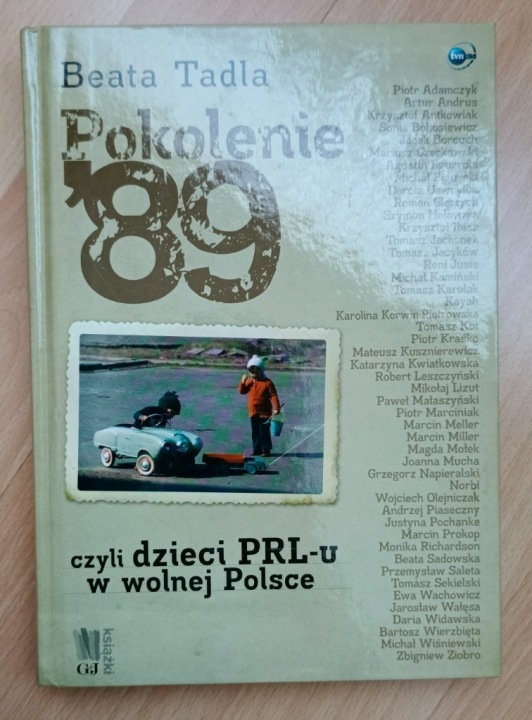 Beata Tadla
Pokolenie
'89
tvn24
Piotr Adamczyk
Artur Andrus
Krzysztof Antkowiak
Sonia Bohosiewicz
Jacek Borcuch
Mariusz Czerkawski
Agustin Egurrola
Michał Figurski
Dorota Gawryluk
Roman Giertych
Szymon Hołownia
Krzysztof Ibisz
Tomasz Jachimek
Tomasz Jacyków
Reni Jusis
Michał Kamiński
Tomasz Karolak
Kayah
Karolina Korwin-Piotrowska
Tomasz Kot
Piotr Kraśko
Mateusz Kusznierewicz
Katarzyna Kwiatkowska
Robert Leszczyński
Mikołaj Lizut
Paweł Małaszyński
Piotr Marciniak
Marcin Meller
Marcin Miller
Magda Mołek
Joanna Mucha
Grzegorz Napieralski
Norbi
Wojciech Olejniczak
Andrzej Piaseczny
Justyna Pochanke
Marcin Prokop
Monika Richardson
Beata Sadowska
Przemysław Saleta
Tomasz Sekielski
Ewa Wachowicz
Jarosław Wałęsa
Daria Widawska
Bartosz Wierzbięta
Michał Wiśniewski
Zbigniew Ziobro
czyli dzieci PRL-u
w wolnej Polsce
G+J
książki